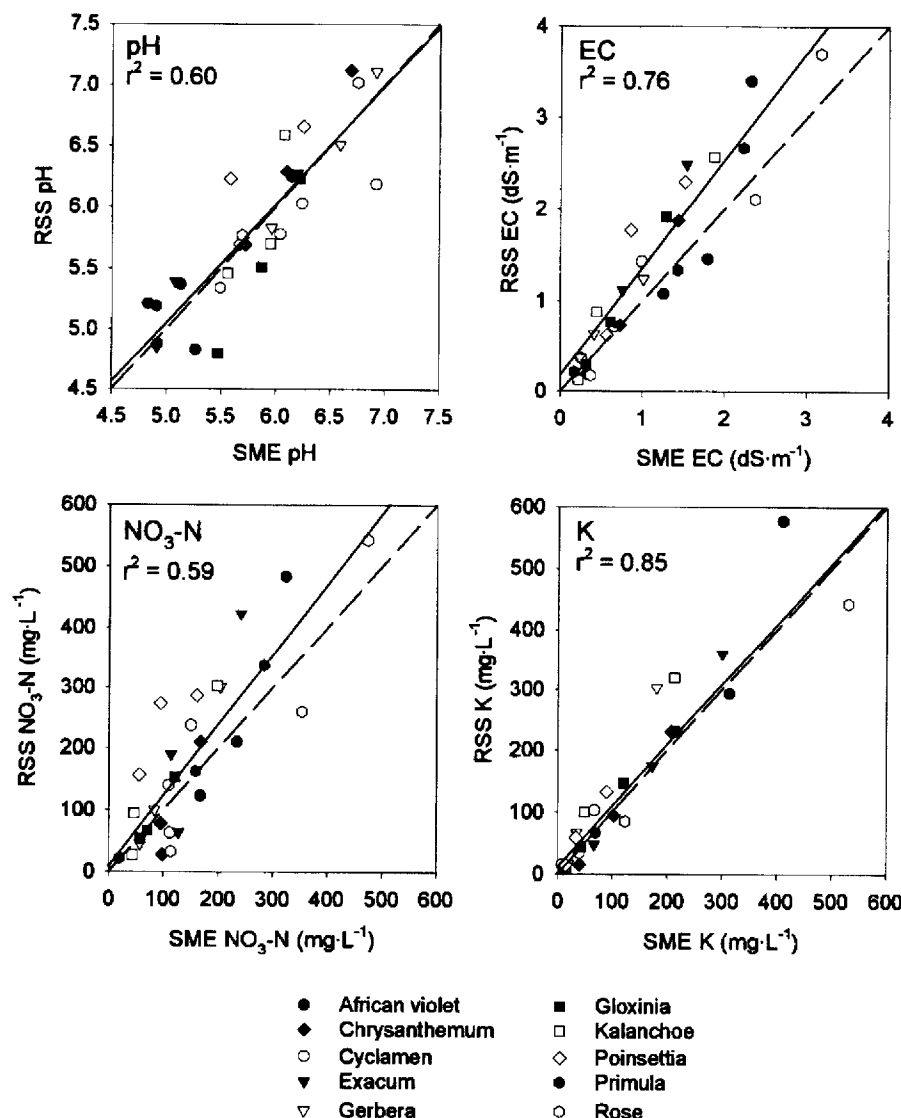 pH
r² = 0.60
7.5
7.0
6.5
6.0
5.5
5.0
4.5
RSS pH
4.5 5.0 5.5 6.0 6.5 7.0 7.5
SME pH
EC
r² = 0.76
4
3
2
1
0
RSS EC (dS·m⁻¹)
0 1 2 3 4
SME EC (dS·m⁻¹)
NO₃-N
r² = 0.59
600
500
400
300
200
100
0
RSS NO₃-N (mg·L⁻¹)
0 100 200 300 400 500 600
SME NO₃-N (mg·L⁻¹)
K
r² = 0.85
600
500
400
300
200
100
0
RSS K (mg·L⁻¹)
0 100 200 300 400 500 600
SME K (mg·L⁻¹)
African violet
Chrysanthemum
Cyclamen
Exacum
Gerbera
Gloxinia
Kalanchoe
Poinsettia
Primula
Rose